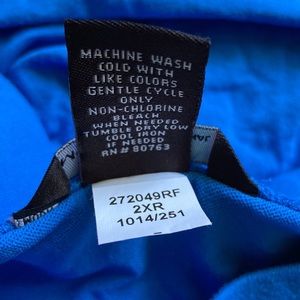 MACHINE WASH
COLD WITH
LIKE COLORS
GENTLE CYCLE
ONLY
NON-CHLORINE
BLEACH
WHEN NEEDED
TUMBLE DRY LOW
COOL IRON
IF NEEDED
RN# 80763
272049RF
2XR
1014/251